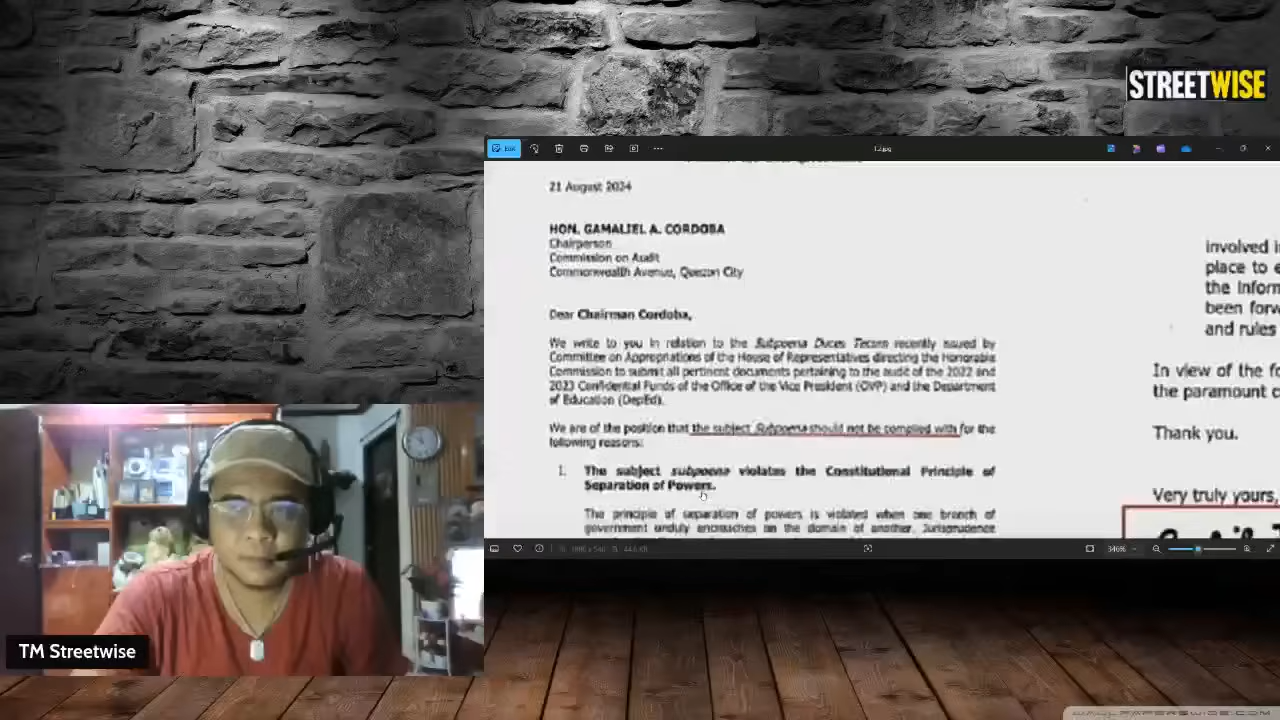 STREETWISE
Edit
12.jpg
21 August 2024
HON. GAMALIEL A. CORDOBA
Chairperson
Commission on Audit
Commonwealth Avenue, Quezon City
Dear Chairman Cordoba,
We write to you in relation to the Subpoena Duces Tecum recently issued by
Committee on Appropriations of the House of Representatives directing the Honorable
Commission to submit all pertinent documents pertaining to the audit of the 2022 and
2023 Confidential Funds of the Office of the Vice President (OVP) and the Department
of Education (DepEd).
We are of the position that the subject Subpoena should not be complied with for the
following reasons:
1. The subject subpoena violates the Constitutional Principle of
Separation of Powers.
The principle of separation of powers is violated when one branch of
government unduly encroaches on the domain of another. Jurisprudence
involved i
place to e
the Inform
been forw
and rules
In view of the fo
the paramount c
Thank you.
Very truly yours,
346%
TM Streetwise